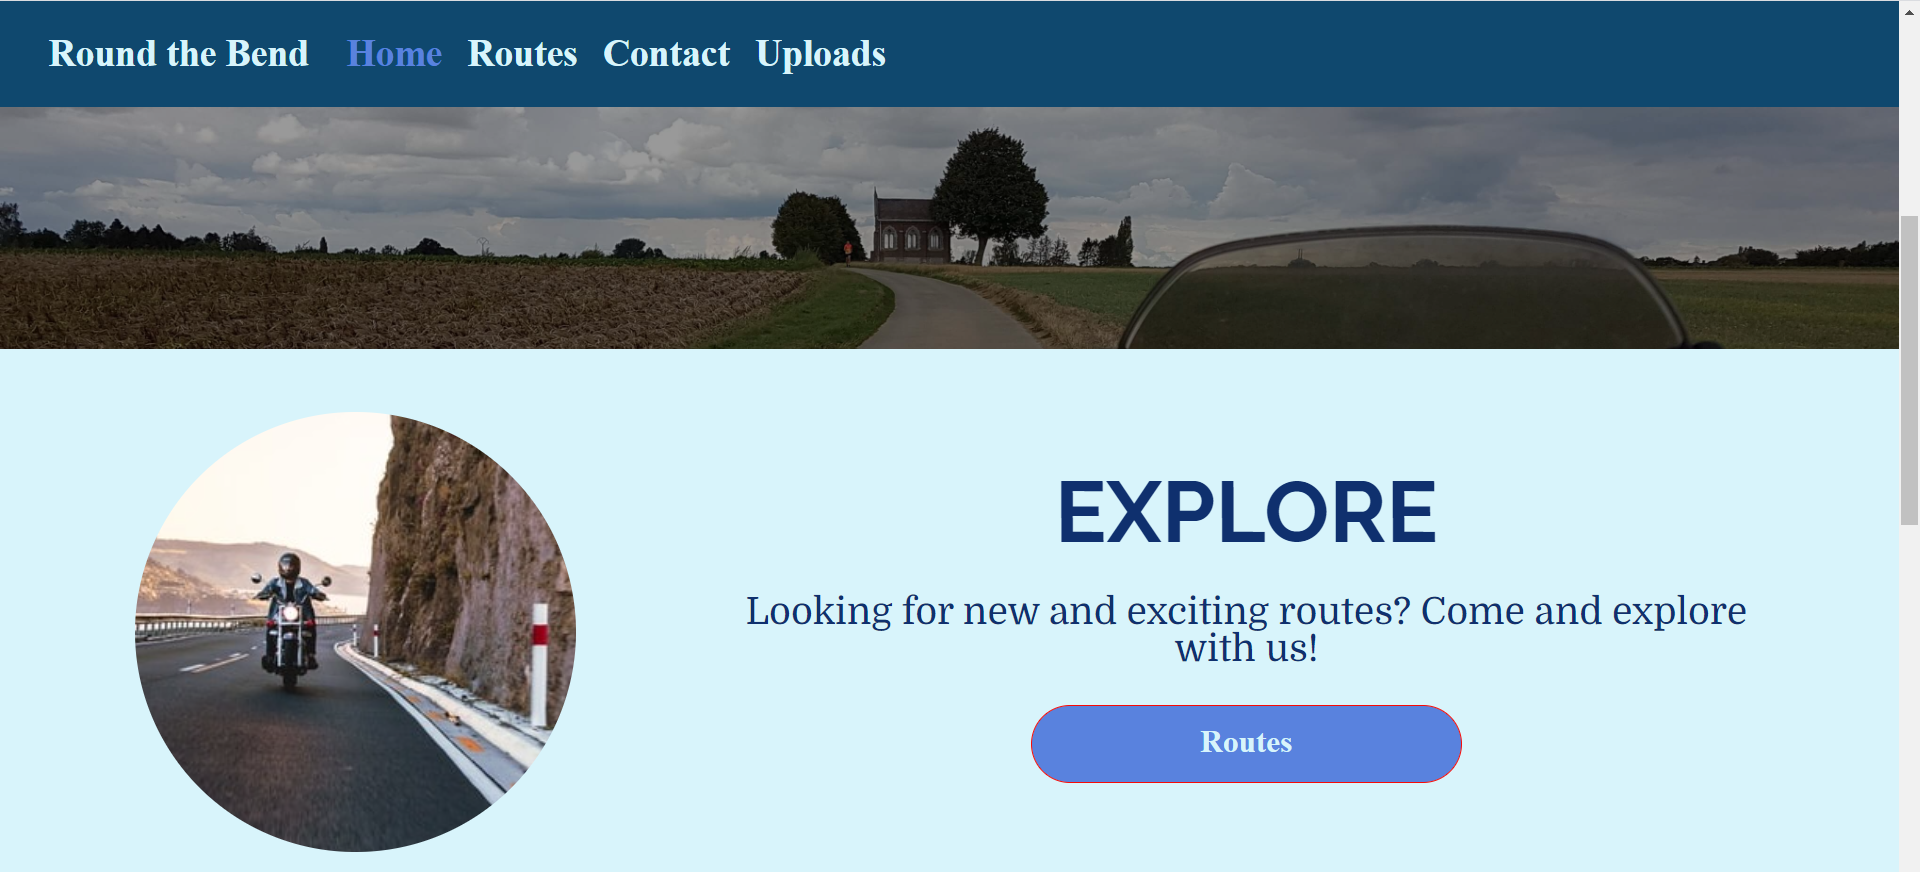 Round the Bend Home Routes Contact Uploads
EXPLORE
Looking for new and exciting routes? Come and explore
with us!
Routes